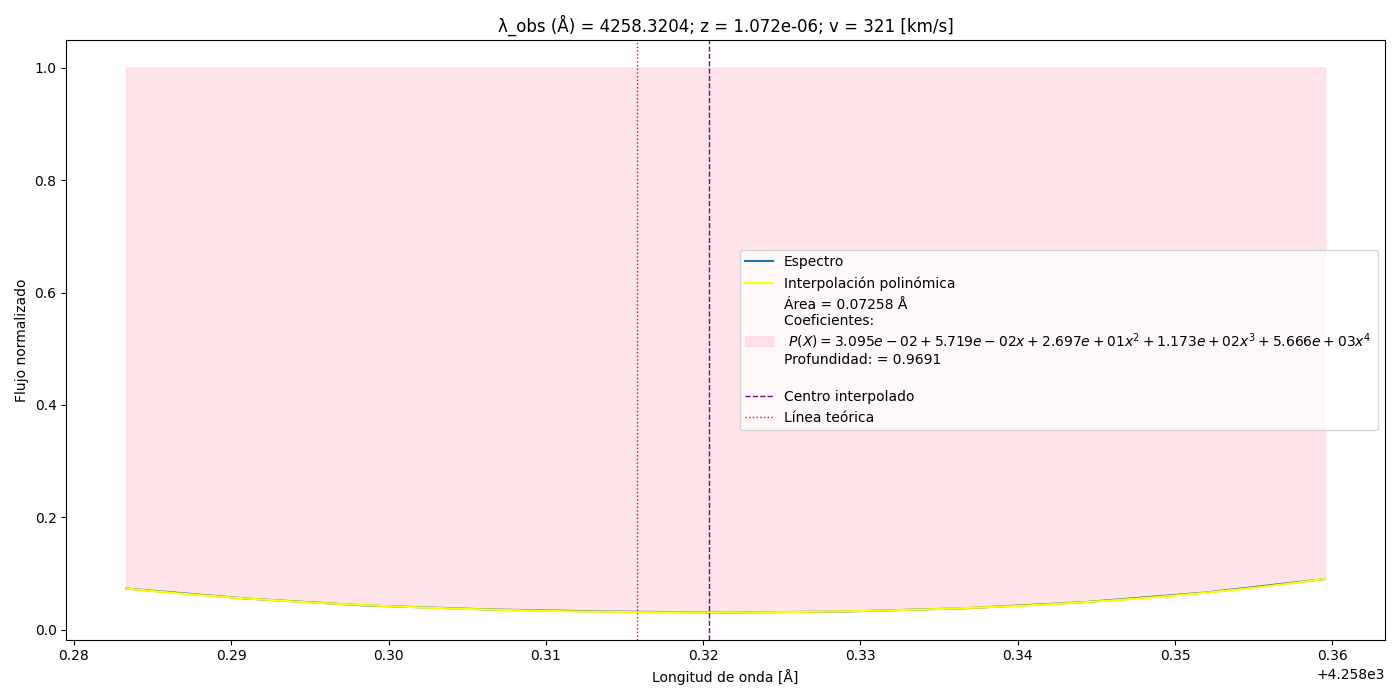 λ_obs (Å) = 4258.3204; z = 1.072e-06; v = 321 [km/s]
Flujo normalizado
1.0
0.8
0.6
0.4
0.2
0.0
Espectro
Interpolación polinómica
Área = 0.07258 Å
Coeficientes:
P(X) = 3.095e − 02 + 5.719e − 02x + 2.697e + 01x² + 1.173e + 02x³ + 5.666e + 03x⁴
Profundidad: = 0.9691
Centro interpolado
Línea teórica
0.28 0.29 0.30 0.31 0.32 0.33 0.34 0.35 0.36
+4.258e3
Longitud de onda [Å]